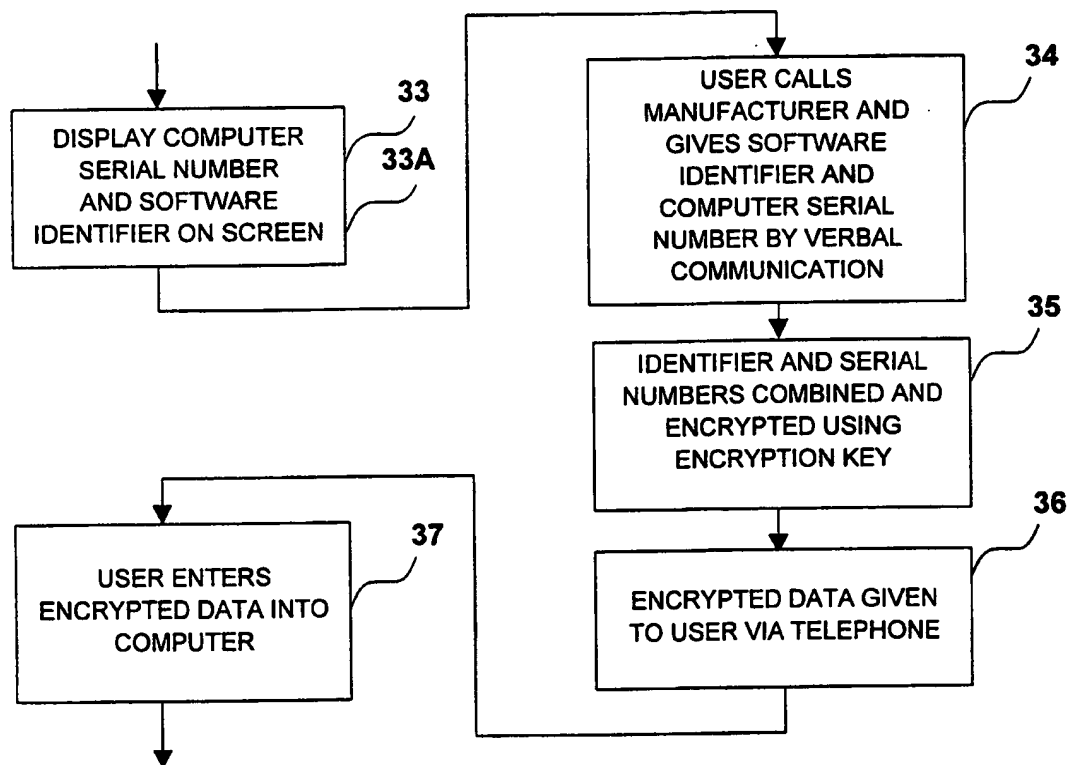 33
33A
DISPLAY COMPUTER
SERIAL NUMBER
AND SOFTWARE
IDENTIFIER ON SCREEN
34
USER CALLS
MANUFACTURER AND
GIVES SOFTWARE
IDENTIFIER AND
COMPUTER SERIAL
NUMBER BY VERBAL
COMMUNICATION
35
IDENTIFIER AND SERIAL
NUMBERS COMBINED AND
ENCRYPTED USING
ENCRYPTION KEY
36
ENCRYPTED DATA GIVEN
TO USER VIA TELEPHONE
37
USER ENTERS
ENCRYPTED DATA INTO
COMPUTER